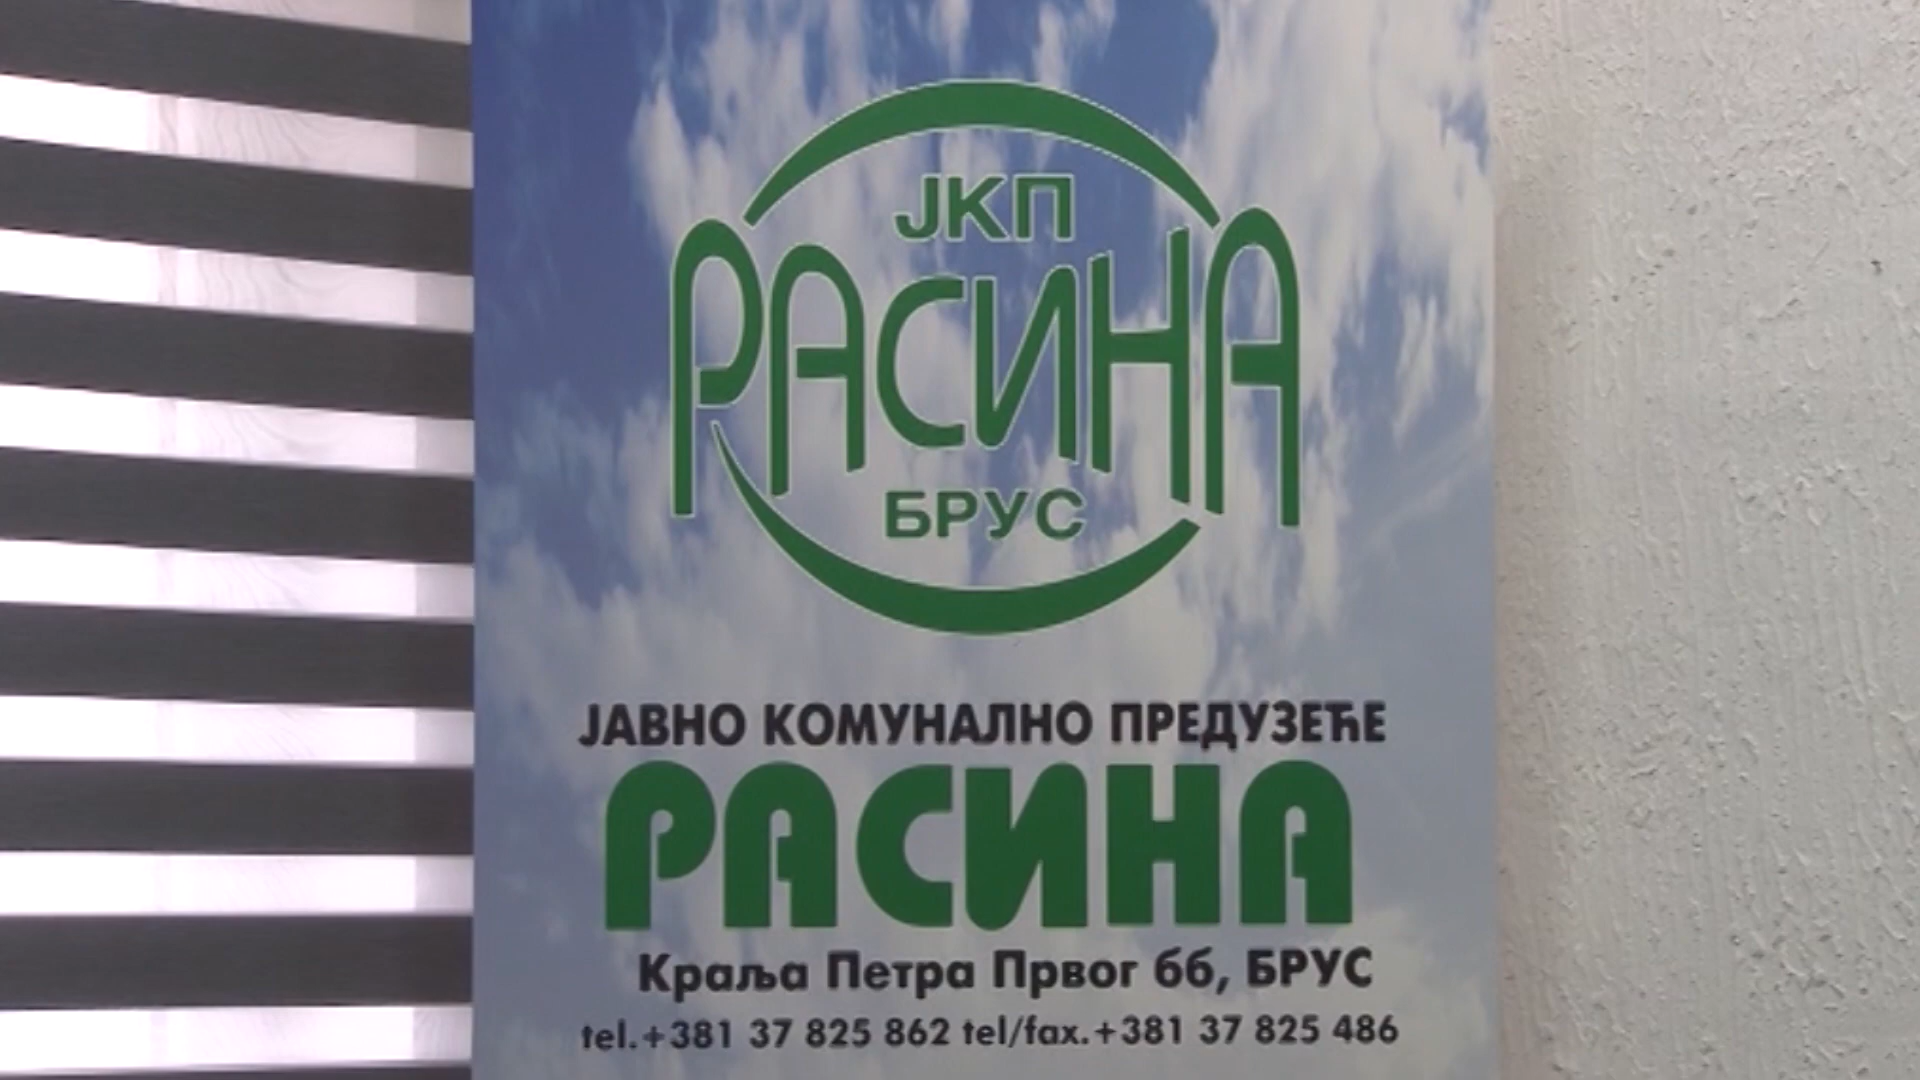 ЈКП
РАСИНА
БРУС
ЈАВНО КОМУНАЛНО ПРЕДУЗЕЋЕ
РАСИНА
Краља Петра Првог бб, БРУС
tel.+381 37 825 862 tel/fax.+381 37 825 486